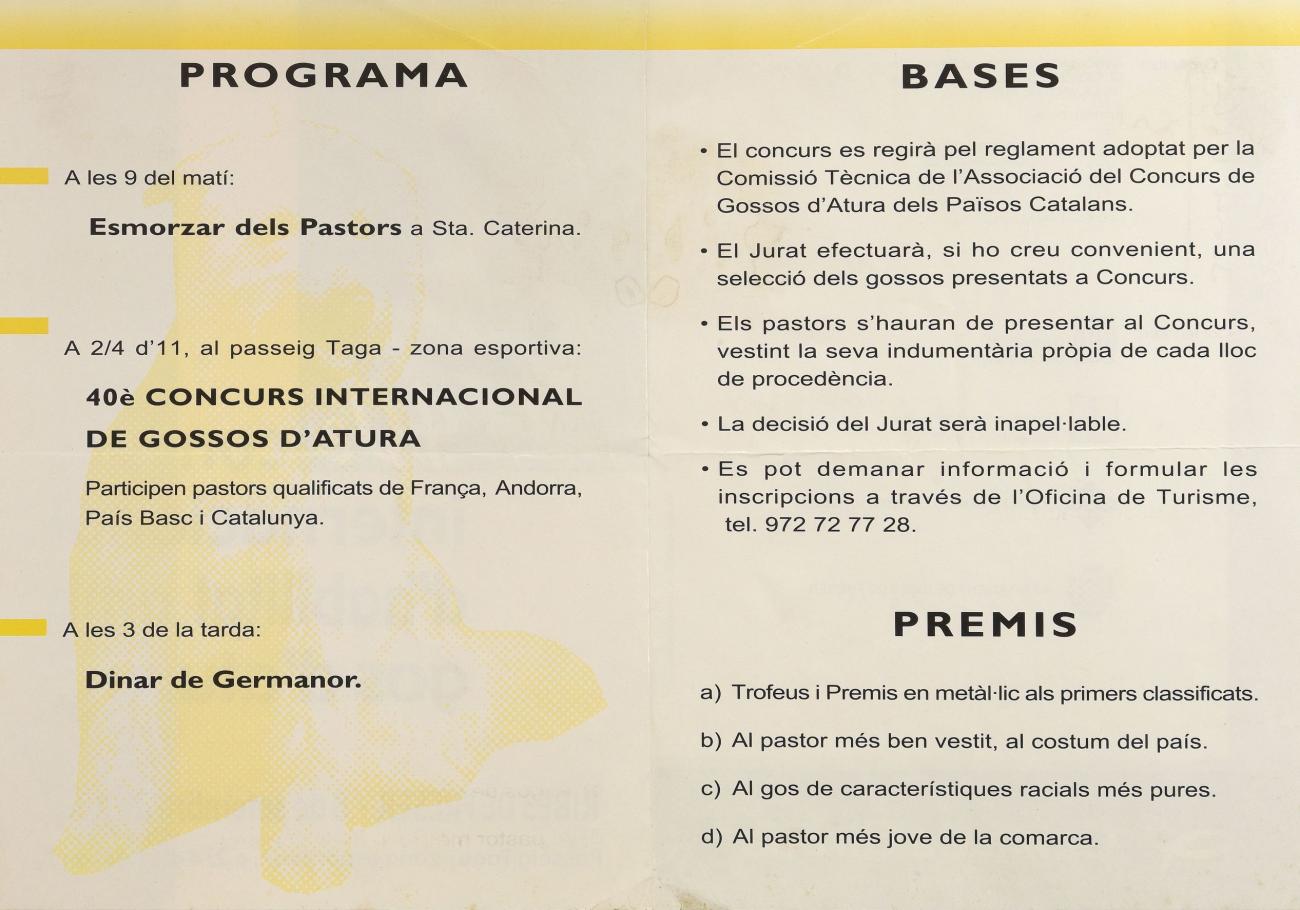 PROGRAMA
A les 9 del matí:
Esmorzar dels Pastors a Sta. Caterina.
A 2/4 d'11, al passeig Taga - zona esportiva:
40è CONCURS INTERNACIONAL
DE GOSSOS D'ATURA
Participen pastors qualificats de França, Andorra,
País Basc i Catalunya.
A les 3 de la tarda:
Dinar de Germanor.
BASES
• El concurs es regirà pel reglament adoptat per la
Comissió Tècnica de l'Associació del Concurs de
Gossos d'Atura dels Països Catalans.
• El Jurat efectuarà, si ho creu convenient, una
selecció dels gossos presentats a Concurs.
• Els pastors s'hauran de presentar al Concurs,
vestint la seva indumentària pròpia de cada lloc
de procedència.
• La decisió del Jurat serà inapel·lable.
• Es pot demanar informació i formular les
inscripcions a través de l'Oficina de Turisme,
tel. 972 72 77 28.
PREMIS
a) Trofeus i Premis en metàl·lic als primers classificats.
b) Al pastor més ben vestit, al costum del país.
c) Al gos de característiques racials més pures.
d) Al pastor més jove de la comarca.